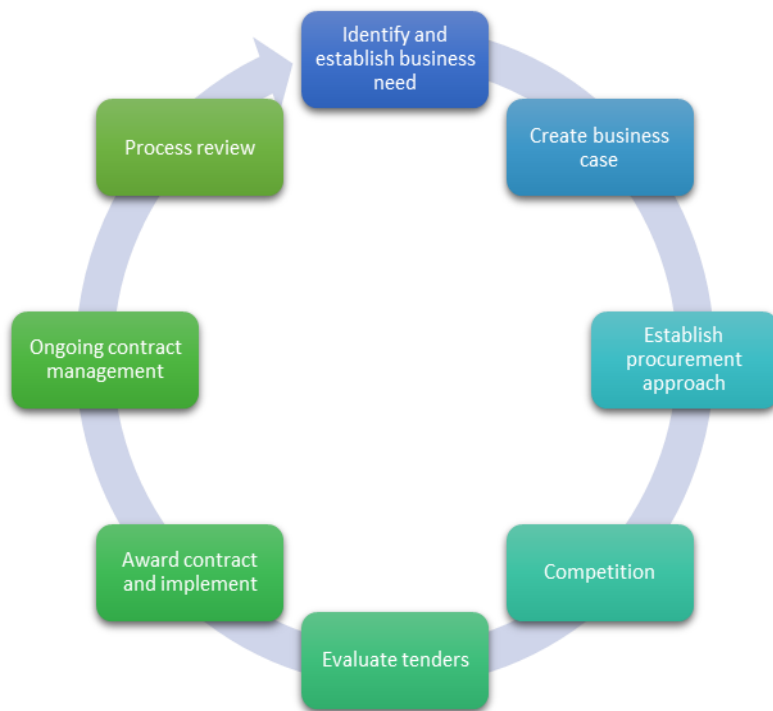 Identify and
establish business
need
Create business
case
Establish
procurement
approach
Competition
Evaluate tenders
Award contract
and implement
Ongoing contract
management
Process review